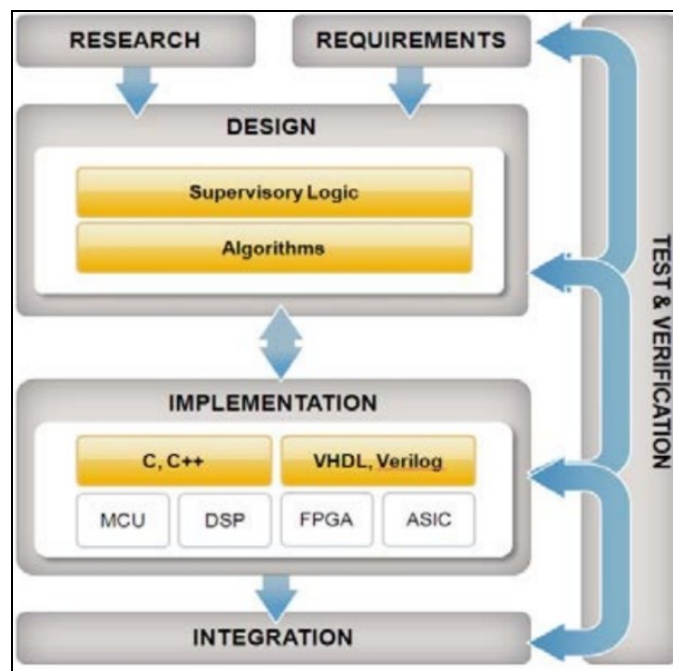 RESEARCH
REQUIREMENTS
DESIGN
Supervisory Logic
Algorithms
IMPLEMENTATION
C, C++
VHDL, Verilog
MCU
DSP
FPGA
ASIC
INTEGRATION
TEST & VERIFICATION